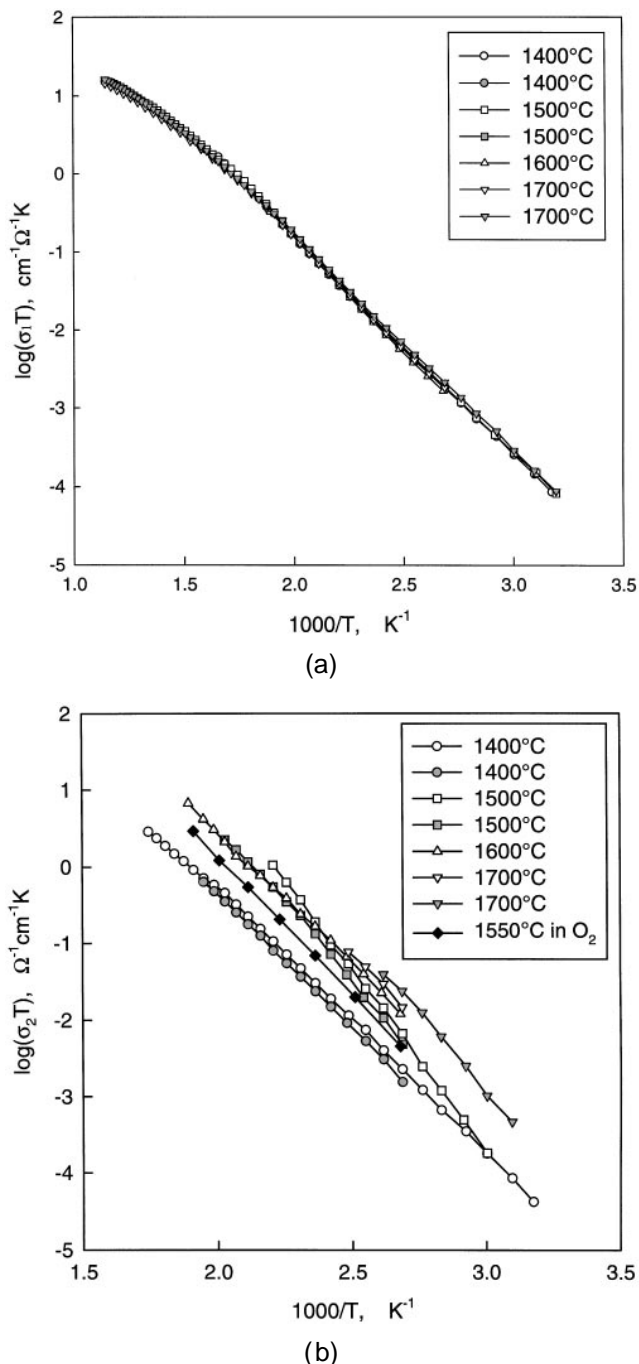 2
1
0
-1
-2
-3
-4
-5
log(σ₁T), cm⁻¹Ω⁻¹K
1400°C
1400°C
1500°C
1500°C
1600°C
1700°C
1700°C
1.0 1.5 2.0 2.5 3.0 3.5
1000/T, K⁻¹
(a)
2
1
0
-1
-2
-3
-4
-5
log(σ₂T), Ω⁻¹cm⁻¹K
1400°C
1400°C
1500°C
1500°C
1600°C
1700°C
1700°C
1550°C in O₂
1.5 2.0 2.5 3.0 3.5
1000/T, K⁻¹
(b)